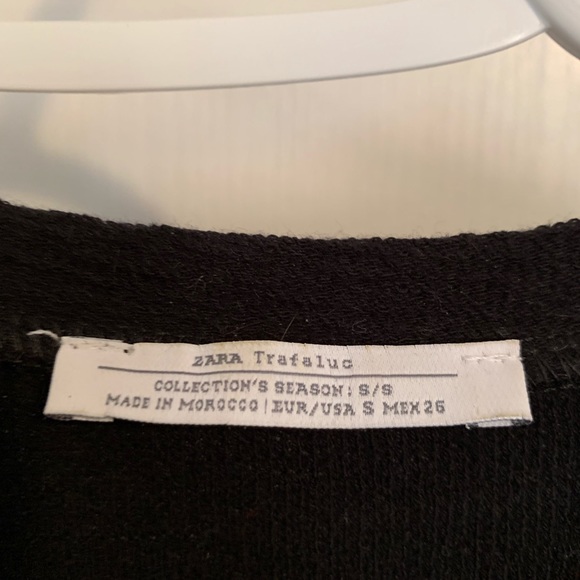 ZARA Trafaluc
COLLECTION'S SEASON: S/S
MADE IN MOROCCO | EUR/USA S MEX 26